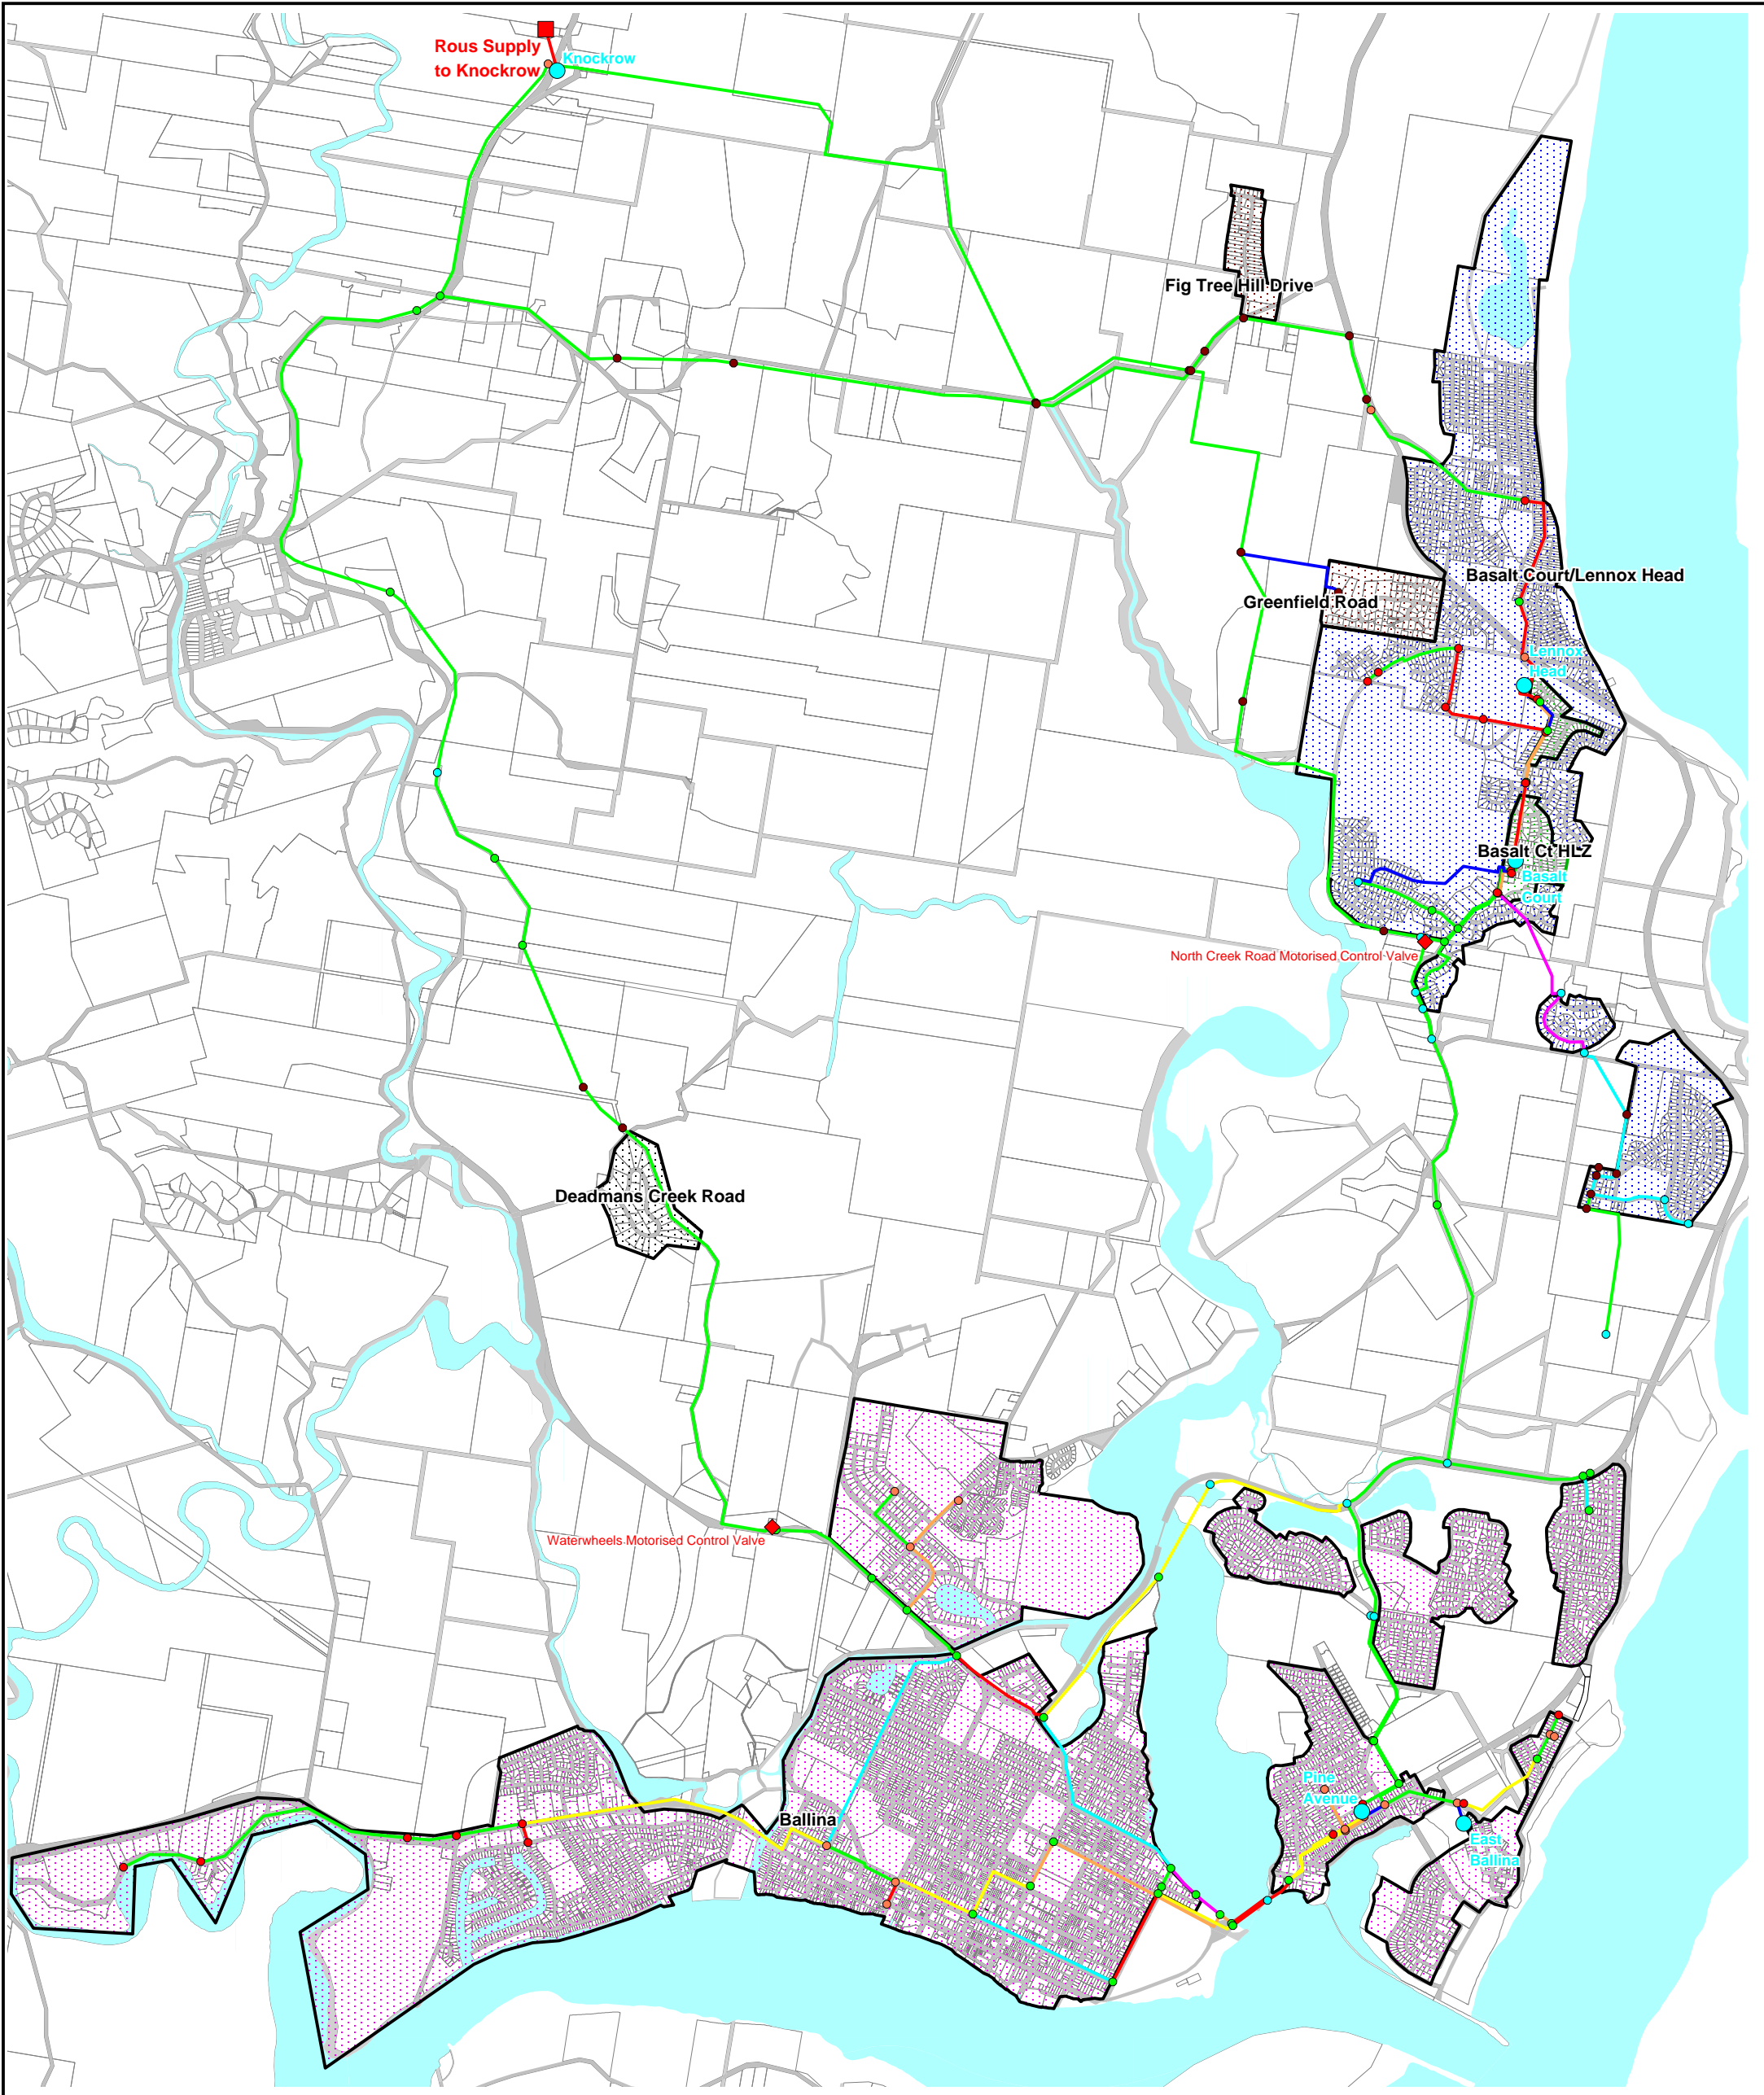 Rous Supply
to Knockrow
Knockrow
Fig Tree Hill Drive
Basalt Court/Lennox Head
Greenfield Road
Lennox
Head
Basalt Ct HLZ
Basalt
Court
North Creek Road Motorised Control Valve
Deadmans Creek Road
Waterwheels Motorised Control Valve
Pine
Avenue
Ballina
East
Ballina